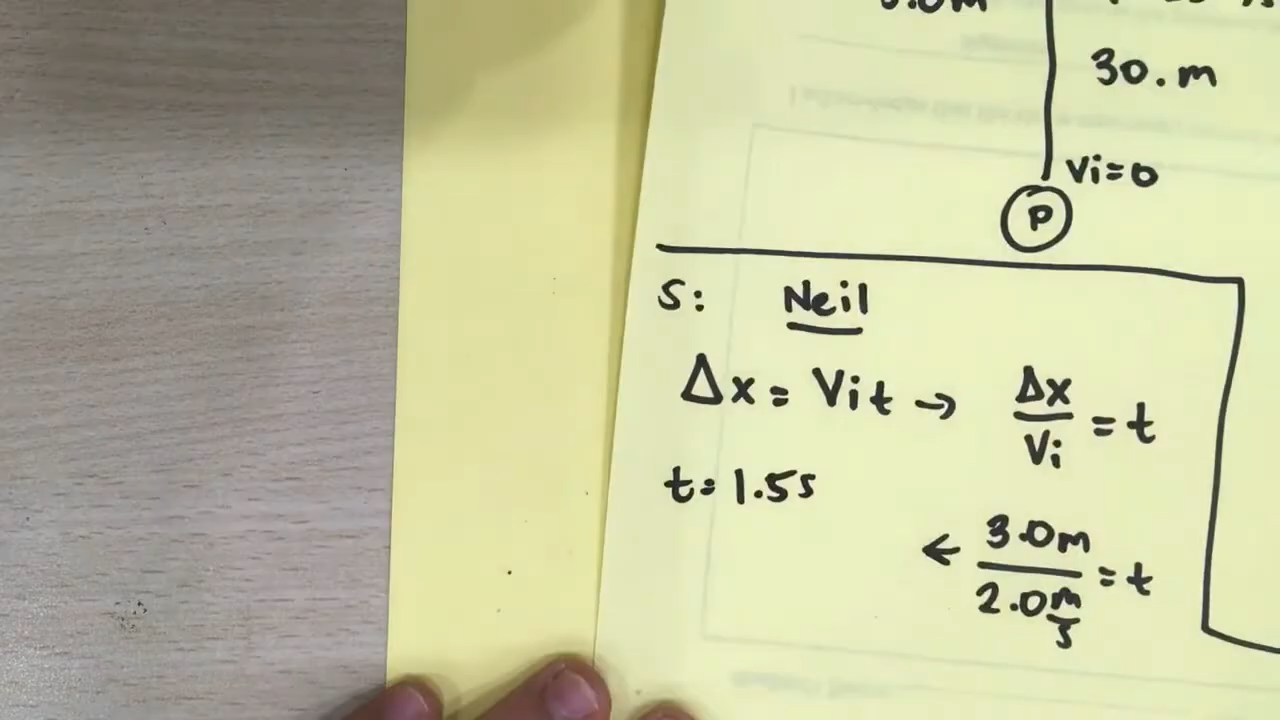 30.m
Vi=0
P
S: Neil
Δx = Vit → Δx/Vi = t
t= 1.5s
← 3.0m/2.0m/s = t